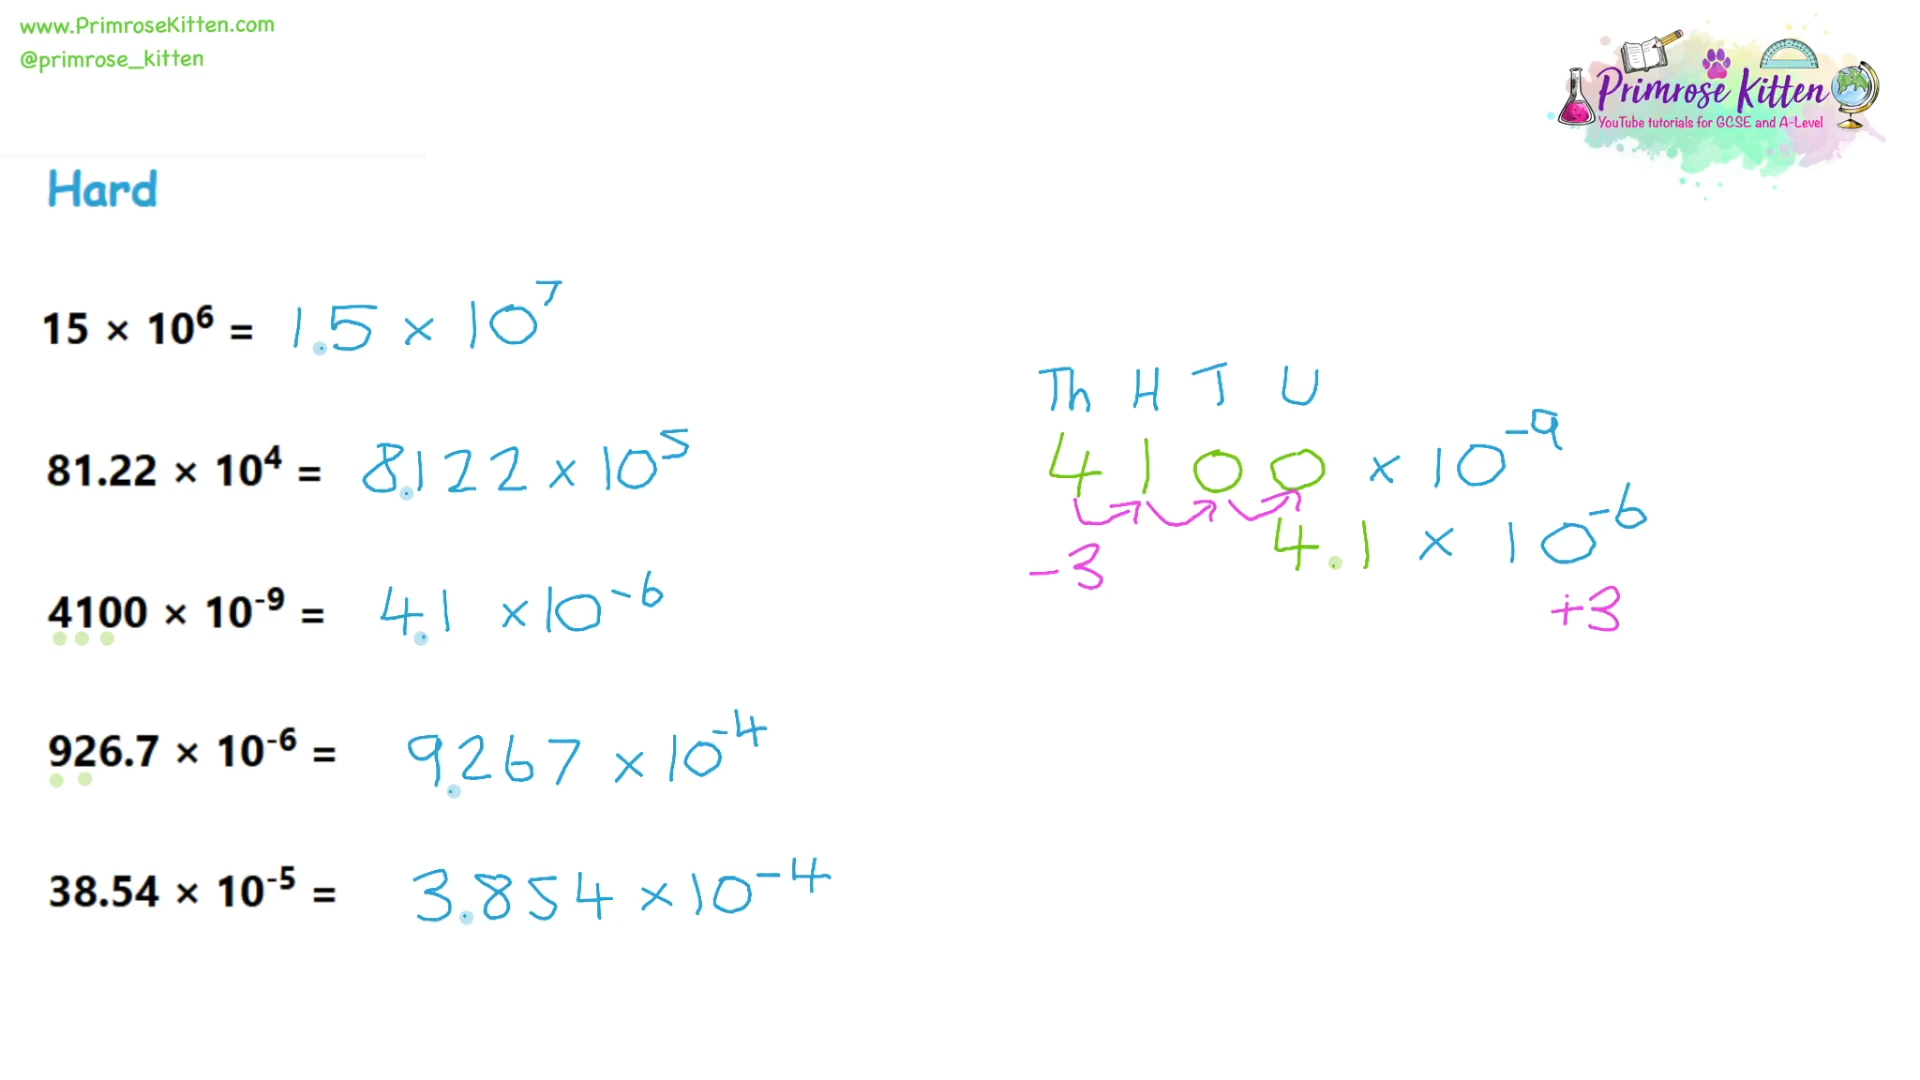 www.PrimroseKitten.com
@primrose_kitten
Primrose Kitten
YouTube tutorials for GCSE and A-Level
Hard
15 × 10⁶ = 1.5 × 10⁷
81.22 × 10⁴ = 8.122 × 10⁵
4100 × 10⁻⁹ = 4.1 × 10⁻⁶
926.7 × 10⁻⁶ = 9.267 × 10⁻⁴
38.54 × 10⁻⁵ = 3.854 × 10⁻⁴
Th H T U
4100 × 10⁻⁹
4.1 × 10⁻⁶
-3
+3